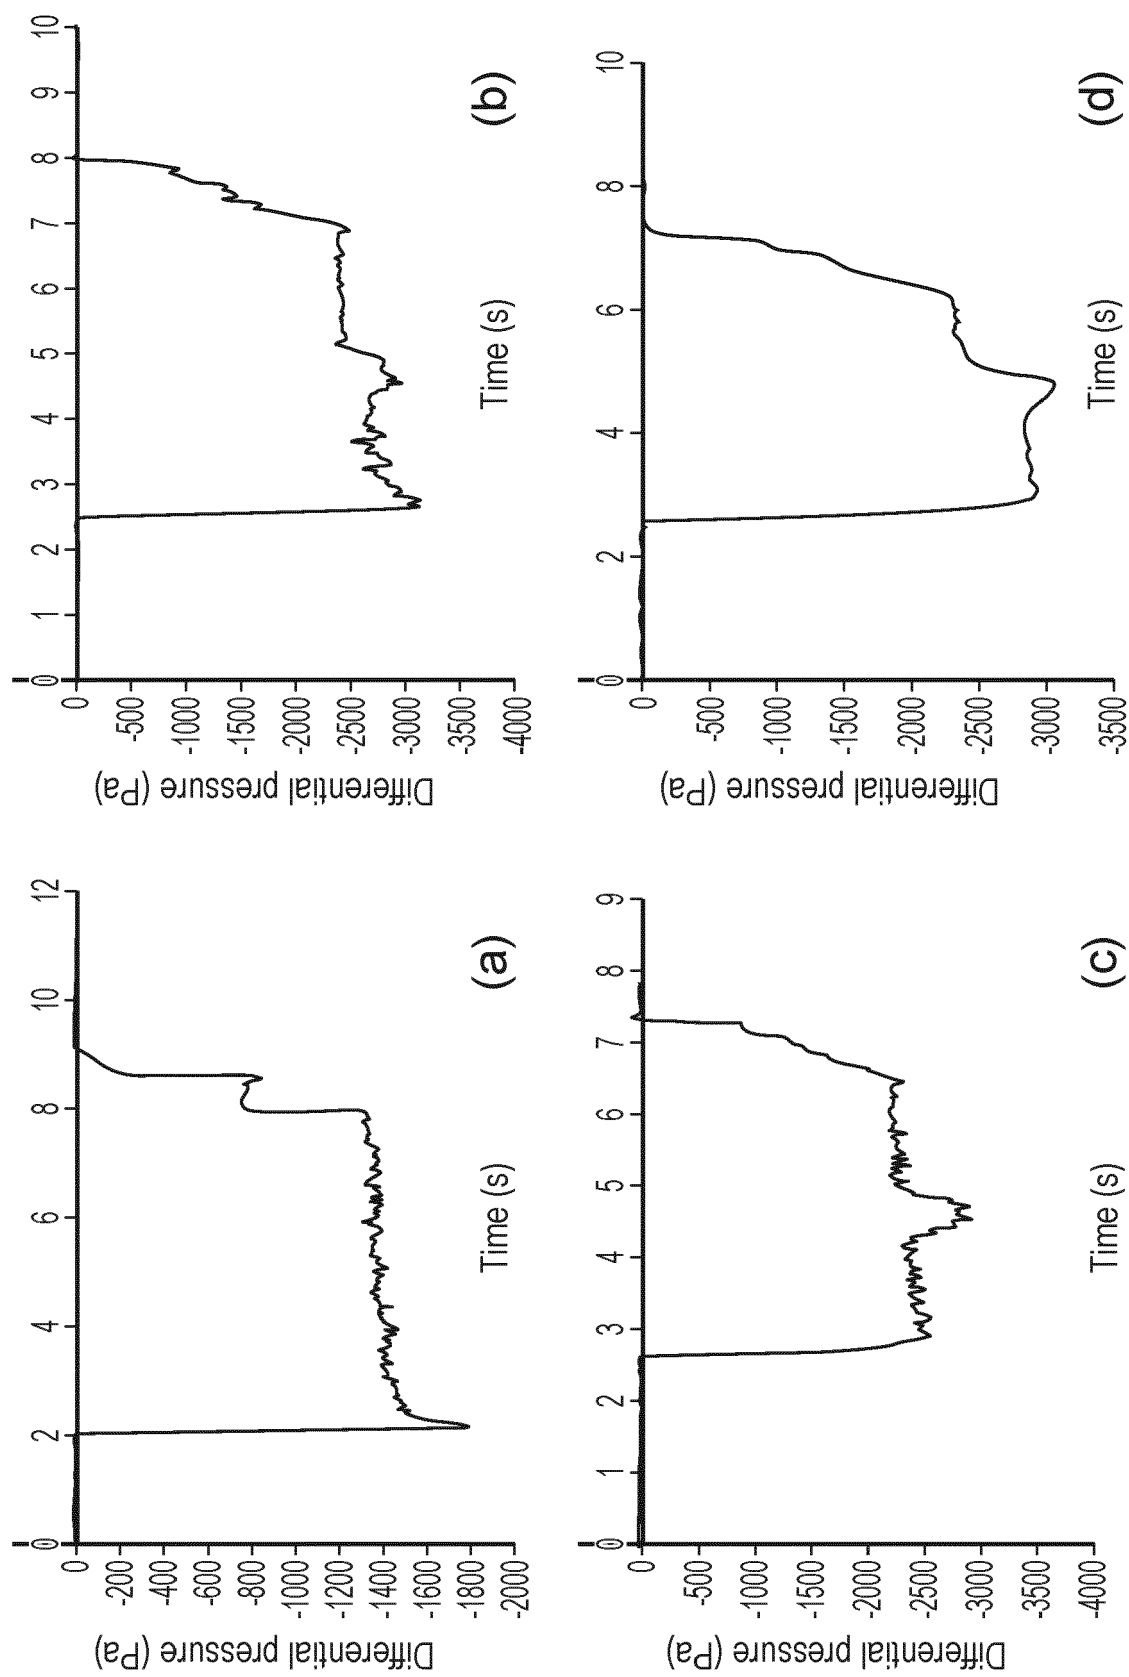 0 2 4 6 8 10 12
0
-200
-400
-600
-800
-1000
-1200
-1400
-1600
-1800
-2000
Differential pressure (Pa)
Time (s)
(a)
0 1 2 3 4 5 6 7 8 9 10
0
-500
-1000
-1500
-2000
-2500
-3000
-3500
-4000
Differential pressure (Pa)
Time (s)
(b)
0 1 2 3 4 5 6 7 8 9
0
-500
-1000
-1500
-2000
-2500
-3000
-3500
-4000
Differential pressure (Pa)
Time (s)
(c)
0 2 4 6 8 10
0
-500
-1000
-1500
-2000
-2500
-3000
-3500
Differential pressure (Pa)
Time (s)
(d)